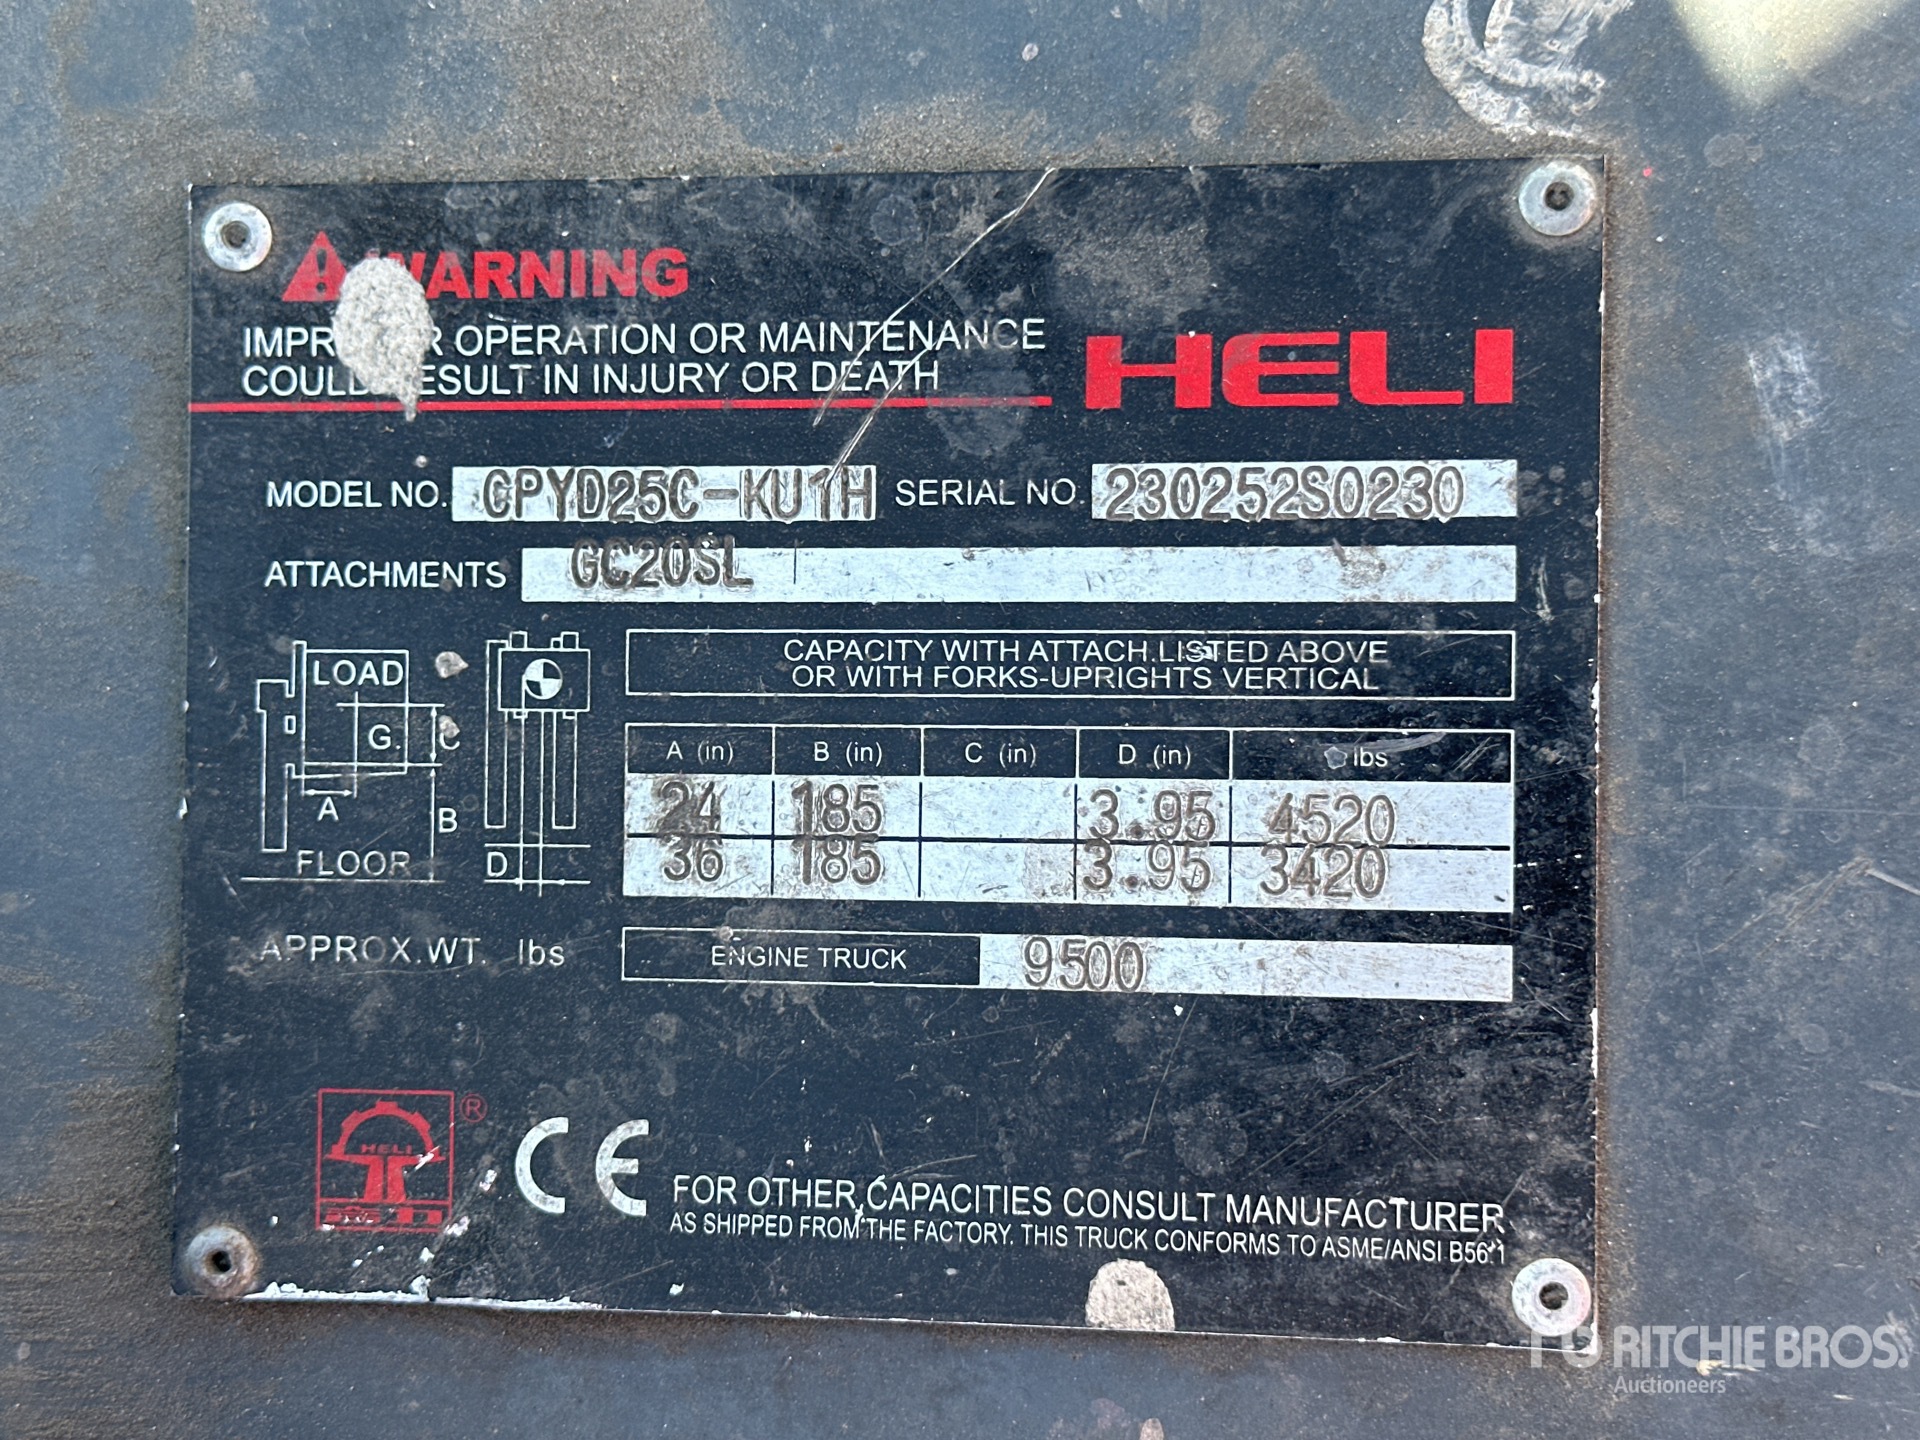 WARNING
OPERATION OR MAINTENANCE
COULD RESULT IN INJURY OR DEATH
HELI
MODEL NO. CPYD25C-KU1H SERIAL NO. 230252S0230
ATTACHMENTS GC20SL
LOAD
G. C
A
B
FLOOR
D
CAPACITY WITH ATTACH.LISTED ABOVE
OR WITH FORKS-UPRIGHTS VERTICAL
A (in) B (in) C (in) D (in) lbs
24 185 3.95 4520
36 185 3.95 3420
APPROX.WT. lbs ENGINE TRUCK 9500
HELI
®
CE
FOR OTHER CAPACITIES CONSULT MANUFACTURER
AS SHIPPED FROM THE FACTORY. THIS TRUCK CONFORMS TO ASME/ANSI B56.1
RITCHIE BROS.
Auctioneers